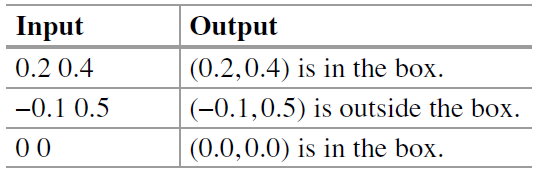 Input Output
0.2 0.4 (0.2,0.4) is in the box.
−0.1 0.5 (−0.1,0.5) is outside the box.
0 0 (0.0,0.0) is in the box.